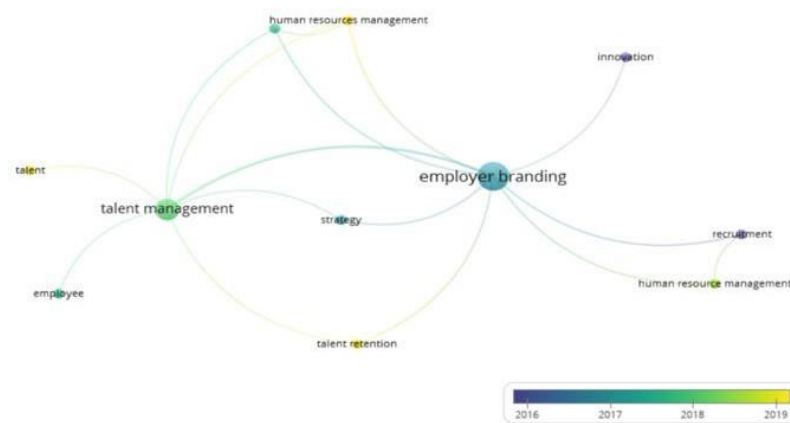 human resources management
innovation
talent
employer branding
talent management
strategy
recruitment
human resource management
employee
talent retention
2016 2017 2018 2019